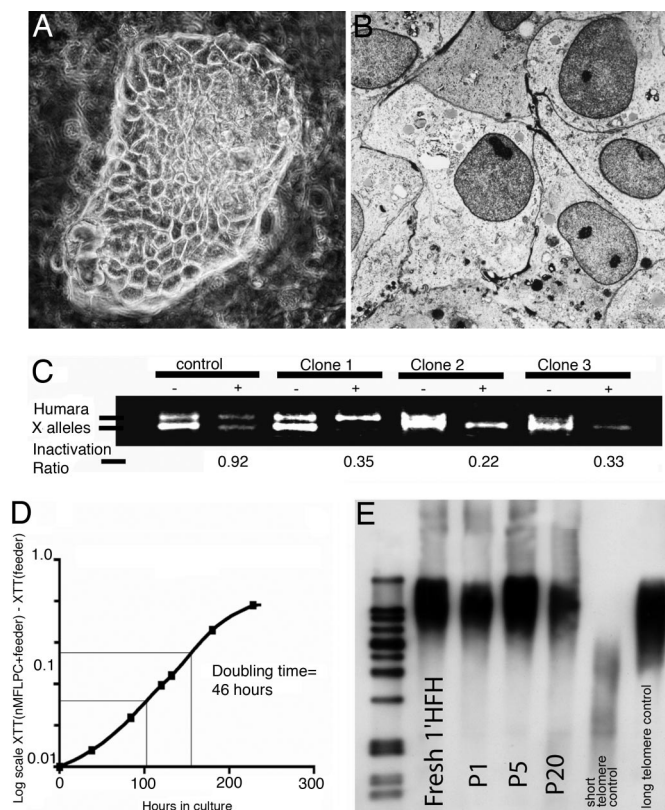 A
B
C
control
Clone 1
Clone 2
Clone 3
- + - + - + - +
Humara
X alleles
Inactivation
Ratio
0.92 0.35 0.22 0.33
D
Log scale XTT(nMFLPC+feeder) - XTT(feeder)
1.0
0.1
0.01
Doubling time=
46 hours
0 100 200 300
Hours in culture
E
Fresh 1'HFH
P1
P5
P20
short
telomere
control
long telomere control